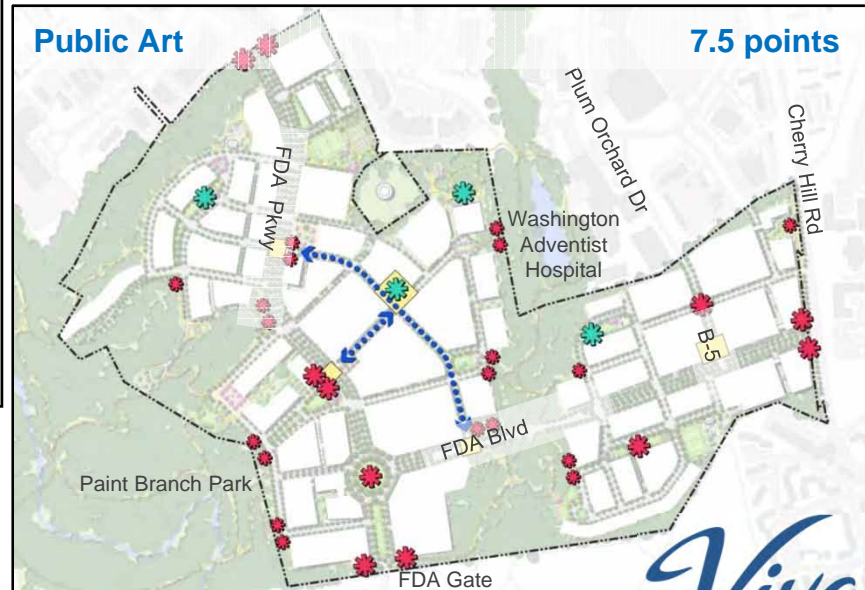 Public Art
7.5 points
Plum Orchard Dr
Cherry Hill Rd
FDA Pkwy
Washington
Adventist
Hospital
B-5
FDA Blvd
Paint Branch Park
FDA Gate